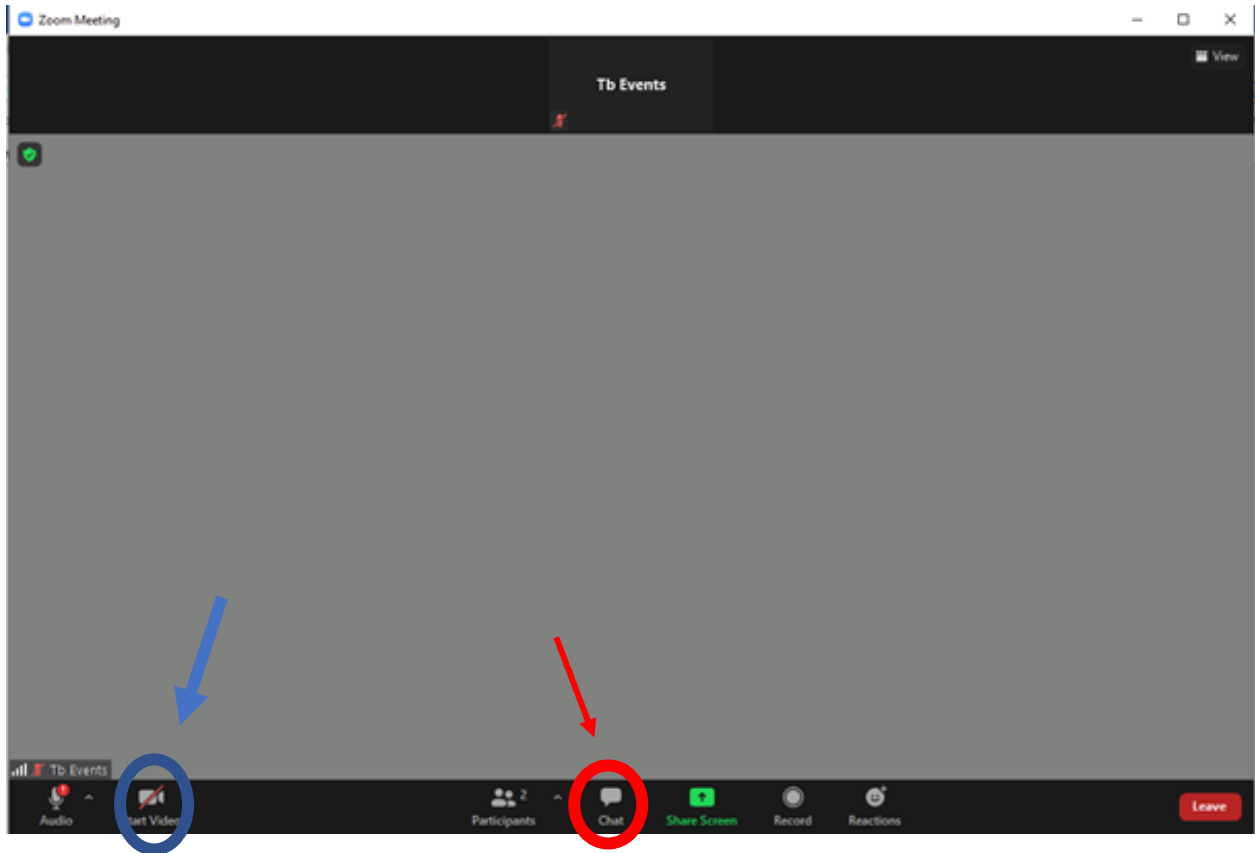 Zoom Meeting
View
Tb Events
Tb Events
Audio
tart Video
Participants 2
Chat
Share Screen
Record
Reactions
Leave